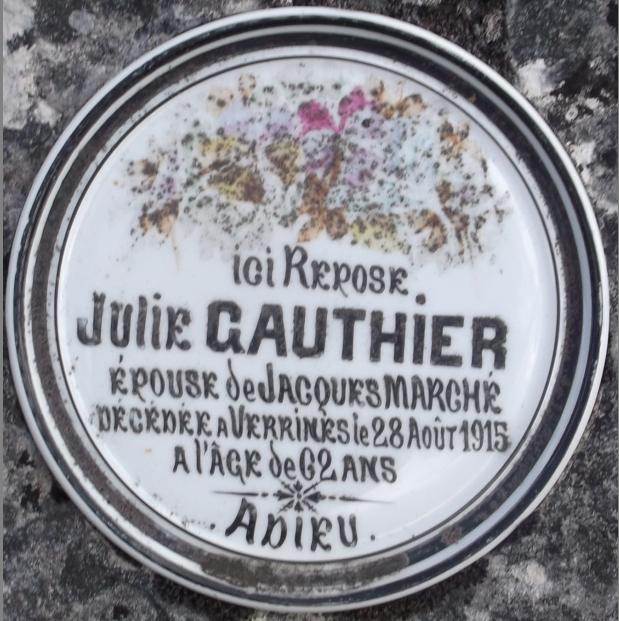 ici REPOSE
Julie GAUTHIER
ÉPOUSE de JACQUES MARCHÉ
DÉCÉDÉE A VERRINES le 28 AOÛT 1915
A l'ÂGE de 62 ANS
. ADIEU .